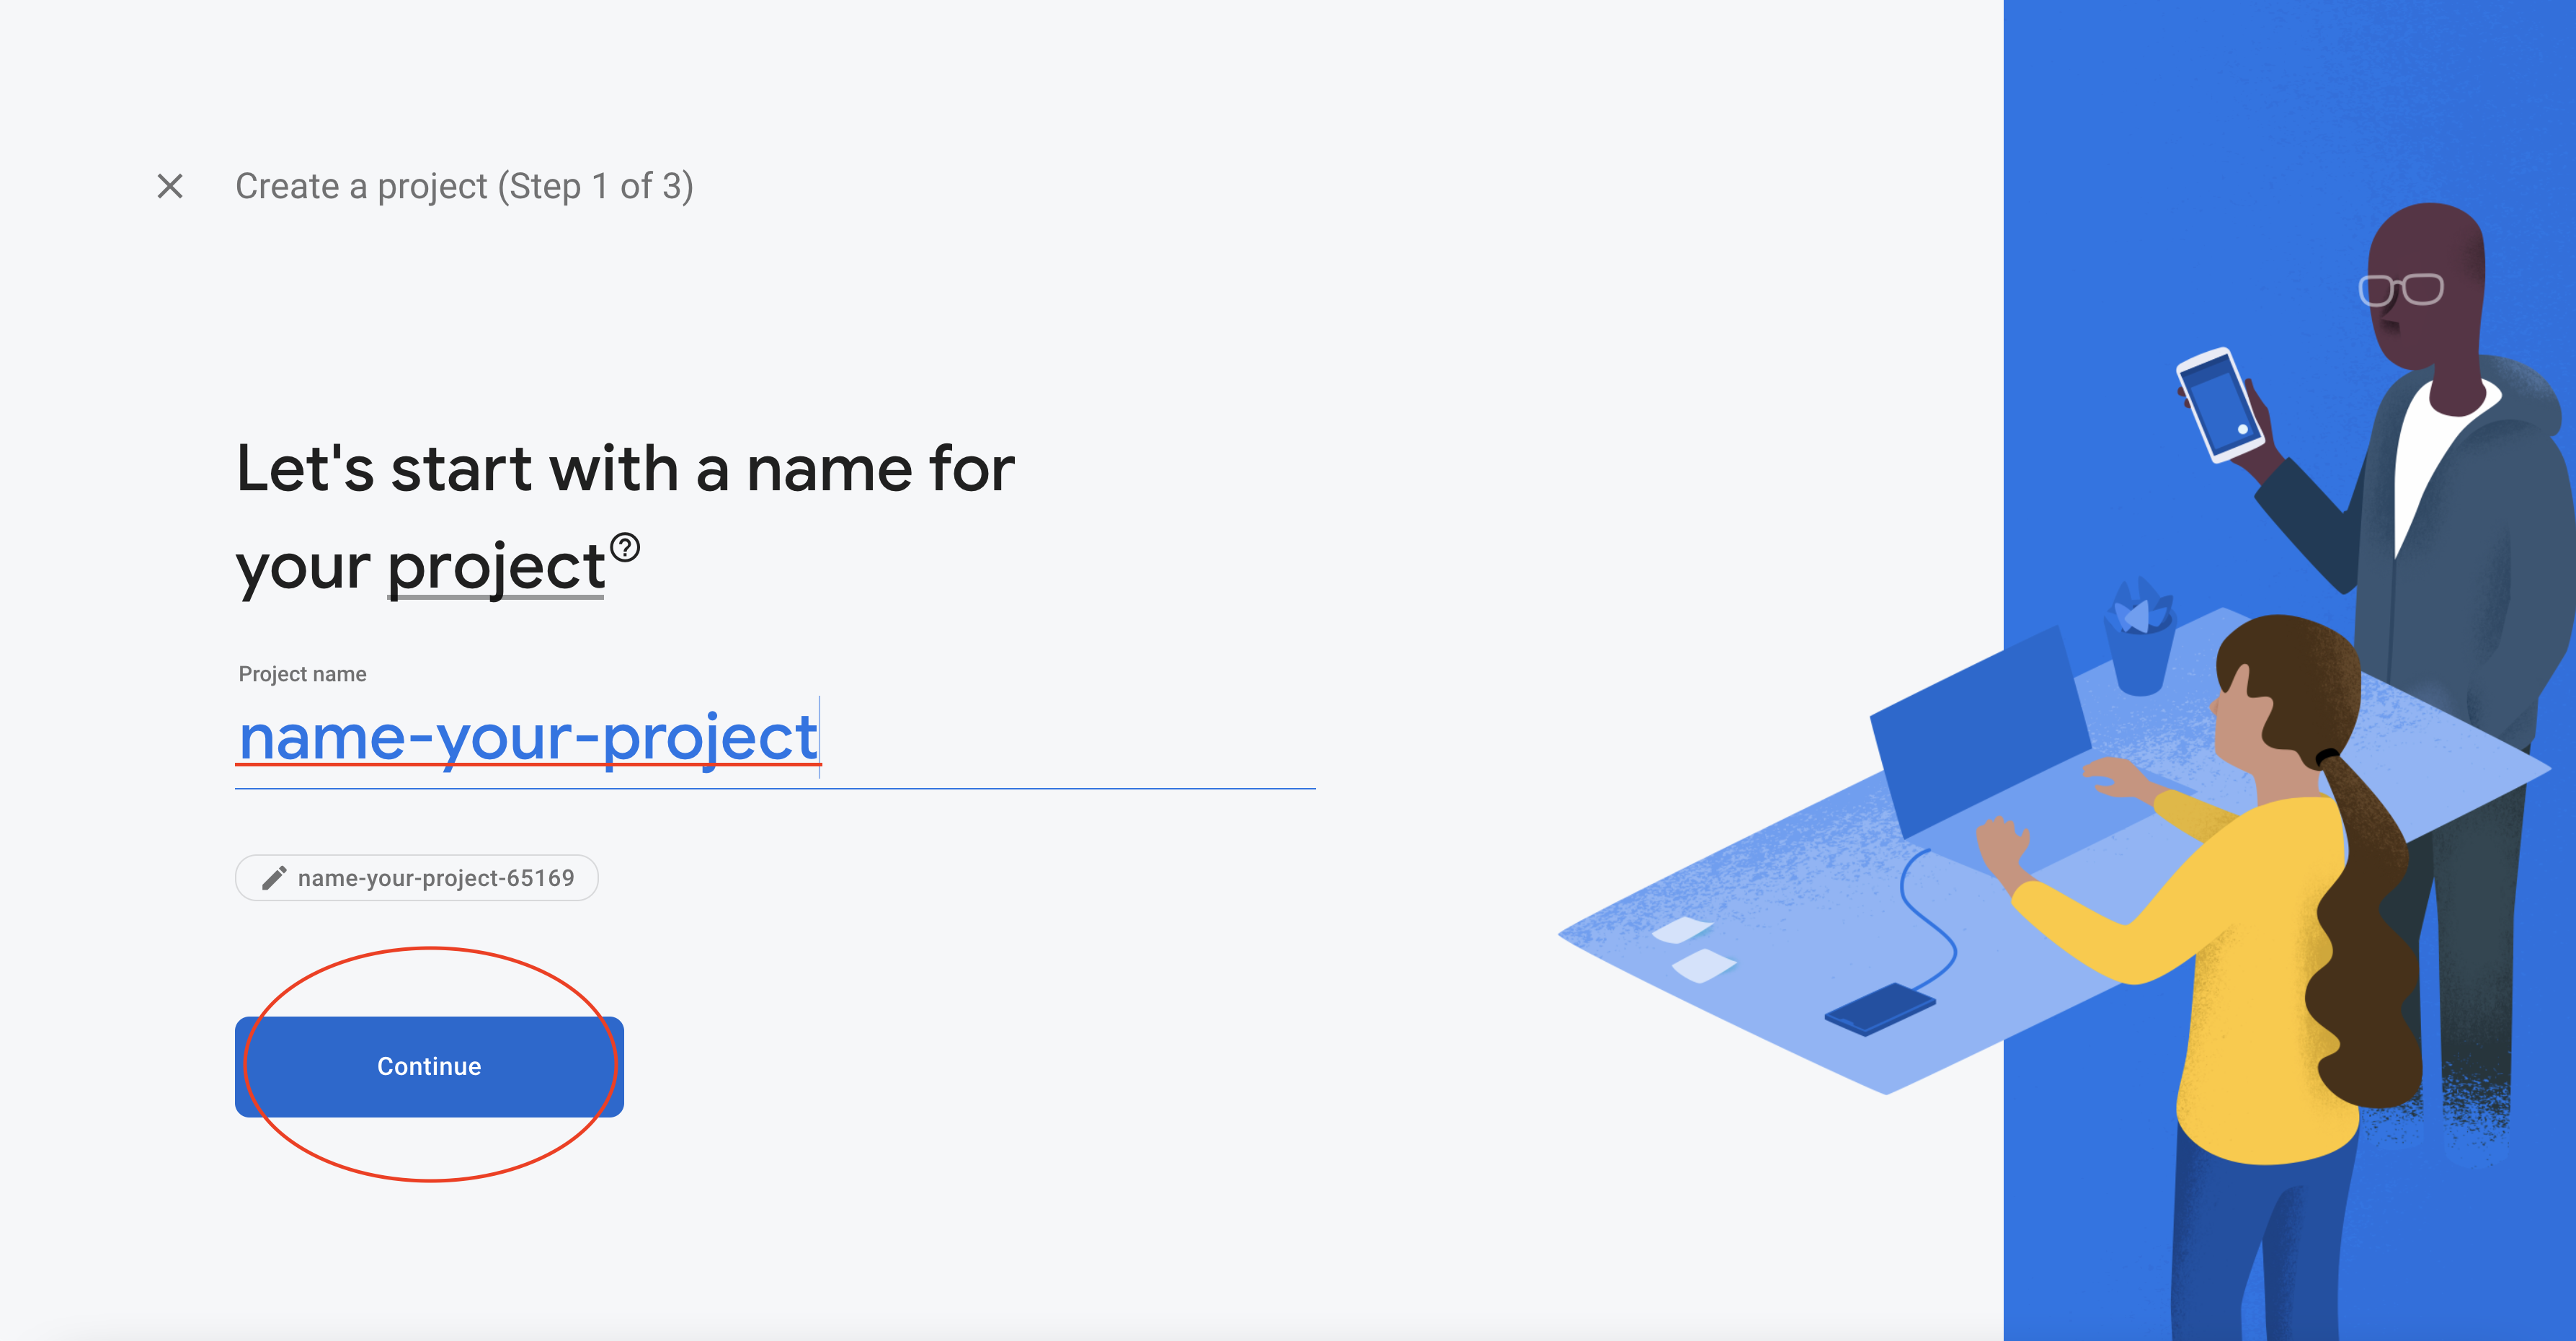 Create a project (Step 1 of 3)
Let's start with a name for
your project
Project name
name-your-project
name-your-project-65169
Continue